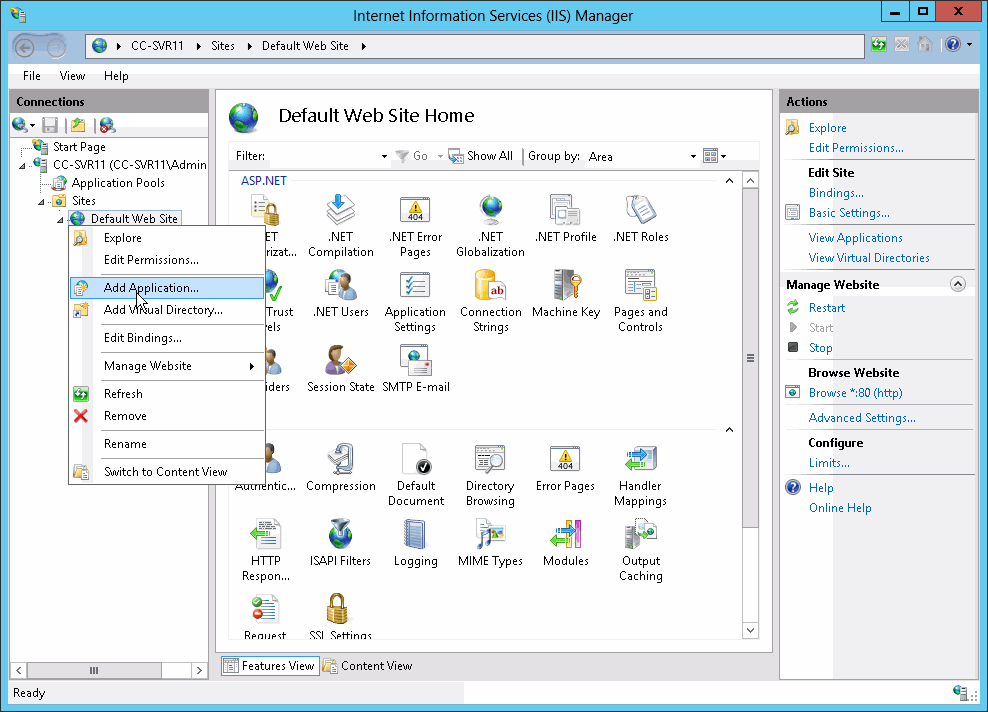 Internet Information Services (IIS) Manager
CC-SVR11 Sites Default Web Site
File View Help
Connections
Start Page
CC-SVR11 (CC-SVR11\Admin
Application Pools
Sites
Default Web Site
Explore
Edit Permissions...
Add Application...
Add Virtual Directory...
Edit Bindings...
Manage Website
Refresh
Remove
Rename
Switch to Content View
Default Web Site Home
Filter: Go Show All Group by: Area
ASP.NET
ET
rizat...
.NET
Compilation
.NET Error
Pages
.NET
Globalization
.NET Profile
.NET Roles
Trust
vels
.NET Users
Application
Settings
Connection
Strings
Machine Key
Pages and
Controls
iders
Session State
SMTP E-mail
Authentic...
Compression
Default
Document
Directory
Browsing
Error Pages
Handler
Mappings
HTTP
Respon...
ISAPI Filters
Logging
MIME Types
Modules
Output
Caching
Request
SSL Settings
Features View Content View
Actions
Explore
Edit Permissions...
Edit Site
Bindings...
Basic Settings...
View Applications
View Virtual Directories
Manage Website
Restart
Start
Stop
Browse Website
Browse *:80 (http)
Advanced Settings...
Configure
Limits...
Help
Online Help
Ready